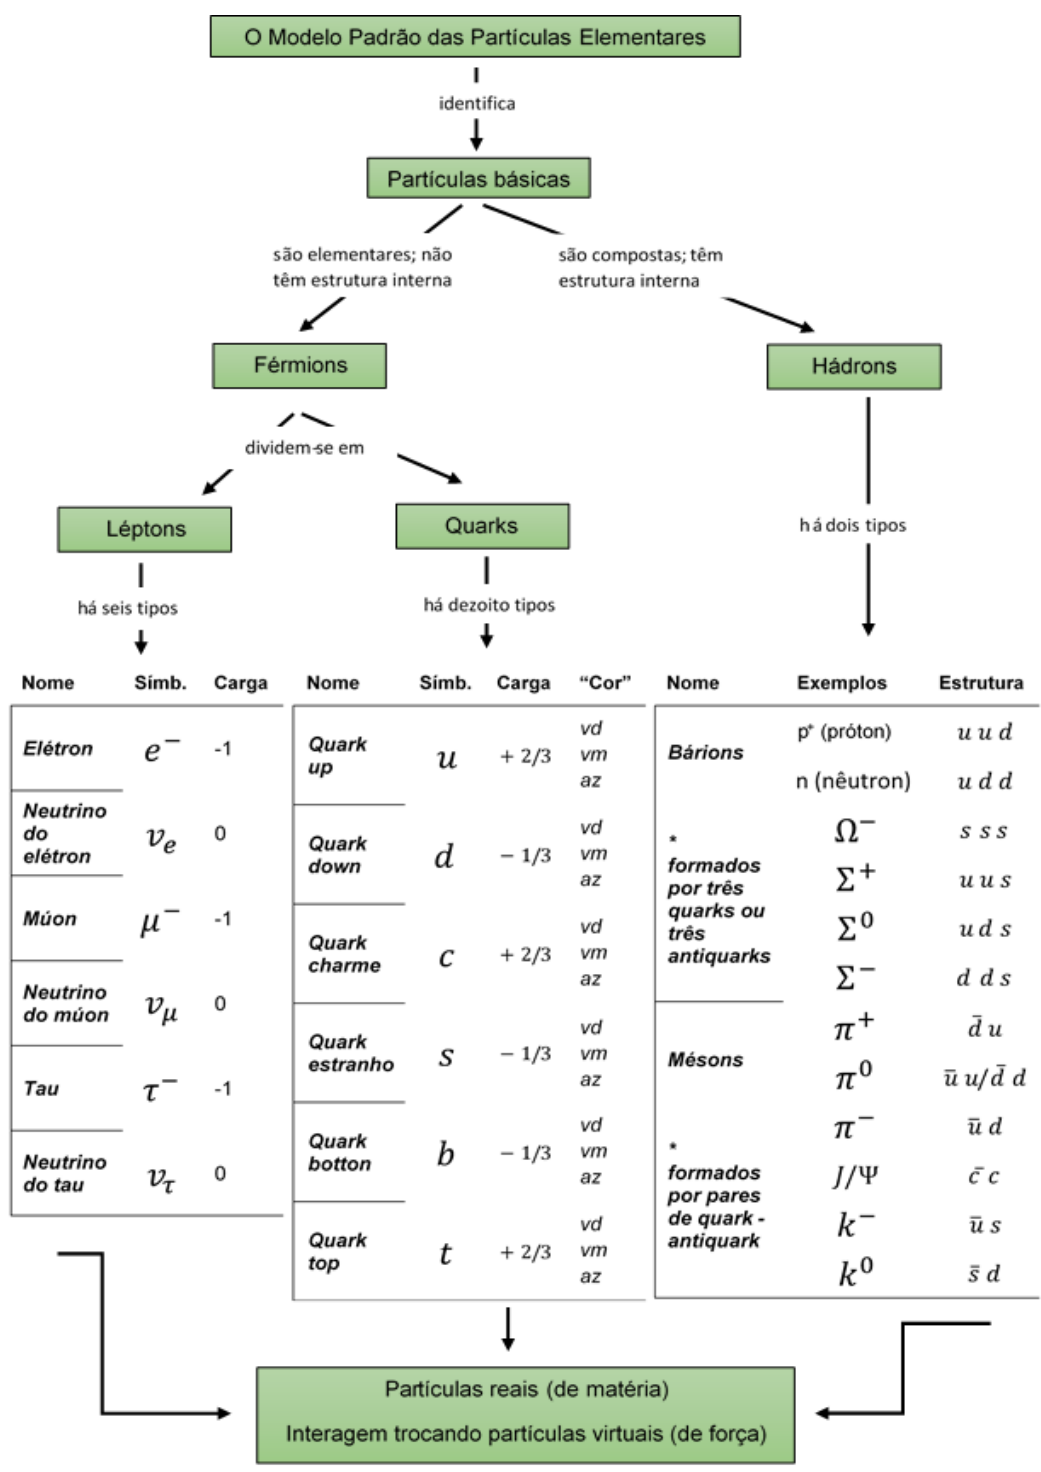 O Modelo Padrão das Partículas Elementares
identifica
Partículas básicas
são elementares; não
têm estrutura interna
são compostas; têm
estrutura interna
Férmions
Hádrons
dividem-se em
Léptons
Quarks
há dois tipos
há seis tipos
há dezoito tipos
Nome Símb. Carga
Elétron e⁻ -1
Neutrino
do
elétron
νₑ 0
Múon μ⁻ -1
Neutrino
do múon
ν_μ 0
Tau τ⁻ -1
Neutrino
do tau
ν_τ 0
Nome Símb. Carga “Cor”
Quark
up
u + 2/3
vd
vm
az
Quark
down
d − 1/3
vd
vm
az
Quark
charme
c + 2/3
vd
vm
az
Quark
estranho
s − 1/3
vd
vm
az
Quark
botton
b − 1/3
vd
vm
az
Quark
top
t + 2/3
vd
vm
az
Nome Exemplos Estrutura
Bárions
*
formados
por três
quarks ou
três
antiquarks
p⁺ (próton) u u d
n (nêutron) u d d
Ω⁻ s s s
Σ⁺ u u s
Σ⁰ u d s
Σ⁻ d d s
Mésons
*
formados
por pares
de quark -
antiquark
π⁺ d̄ u
π⁰ ū u/d̄ d
π⁻ ū d
J/Ψ c̄ c
k⁻ ū s
k⁰ s̄ d
Partículas reais (de matéria)
Interagem trocando partículas virtuais (de força)